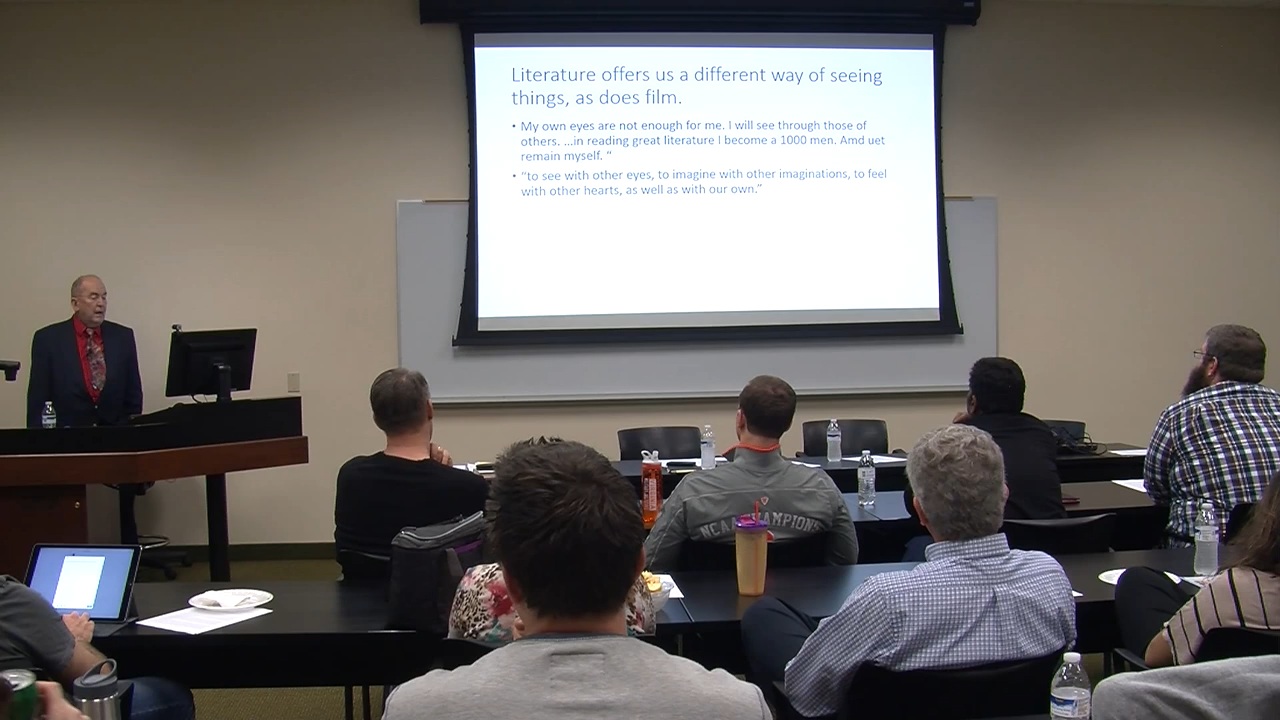 Literature offers us a different way of seeing
things, as does film.
• My own eyes are not enough for me. I will see through those of
others. ...in reading great literature I become a 1000 men. Amd uet
remain myself. “
• “to see with other eyes, to imagine with other imaginations, to feel
with other hearts, as well as with our own.”
NCAA CHAMPIONS